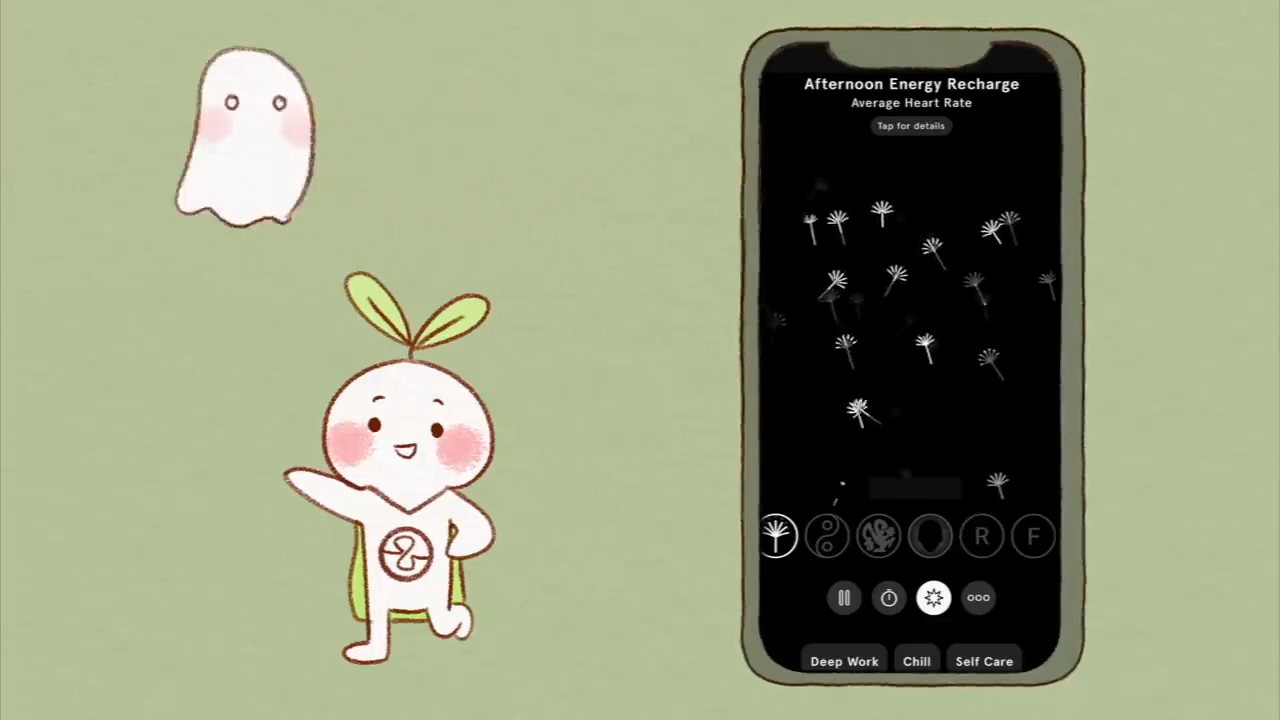 Afternoon Energy Recharge
Average Heart Rate
Tap for details
R F
Deep Work Chill Self Care